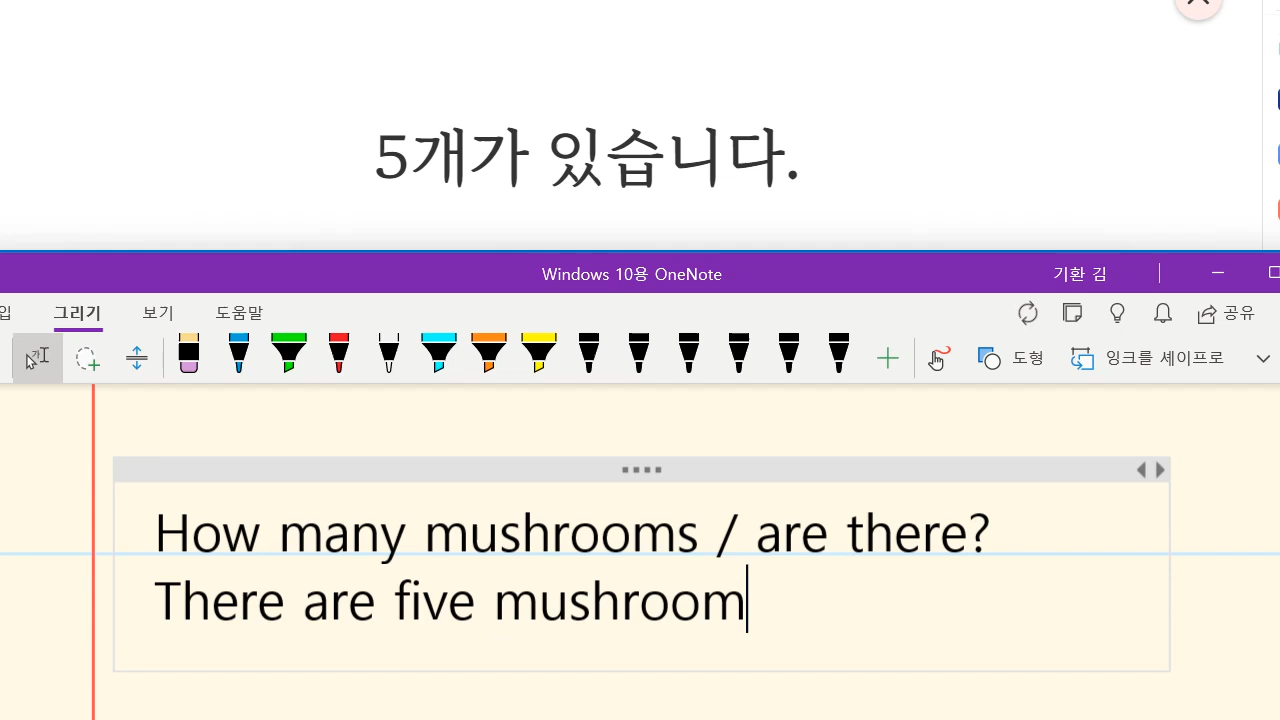 5개가 있습니다.
Windows 10용 OneNote
기환 김
입 그리기 보기 도움말 공유
가 도형 잉크를 셰이프로
How many mushrooms / are there?
There are five mushroom